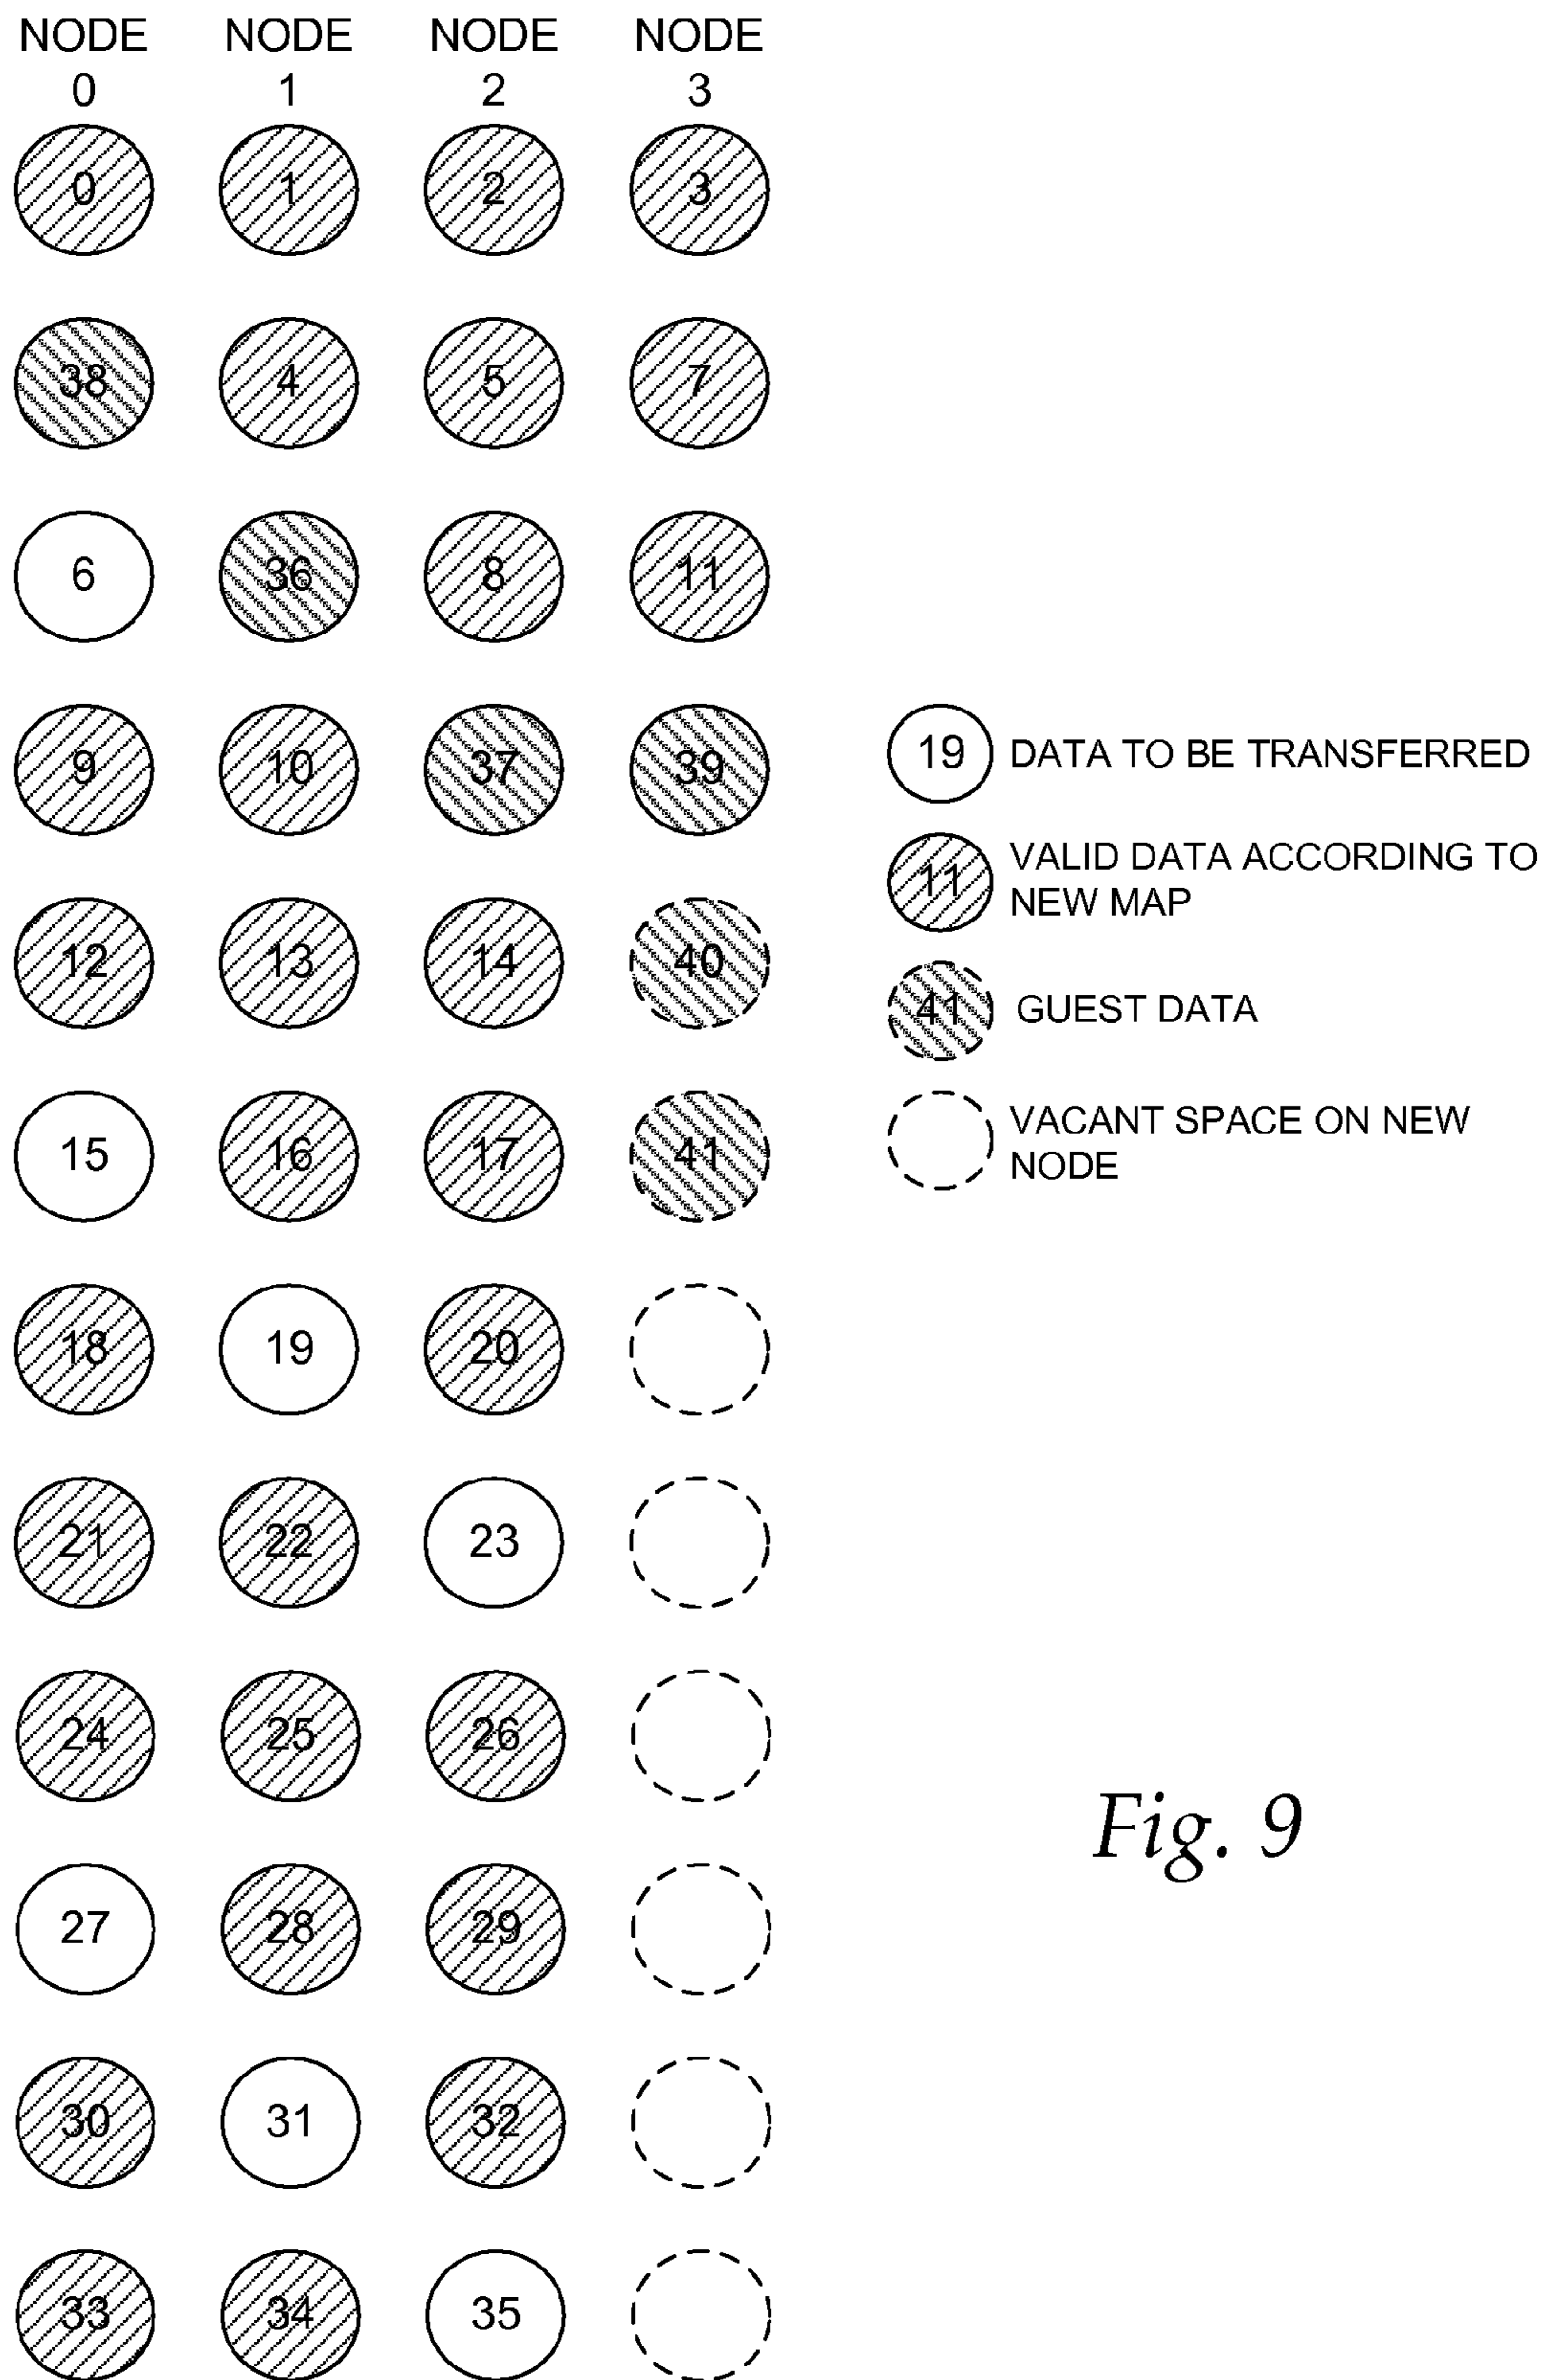 NODE NODE NODE NODE
0 1 2 3
0 1 2 3
38 4 5 7
6 36 8 11
9 10 37 39
12 13 14 40
15 16 17 41
18 19 20
21 22 23
24 25 26
27 28 29
30 31 32
33 34 35
19 DATA TO BE TRANSFERRED
11 VALID DATA ACCORDING TO
NEW MAP
41 GUEST DATA
VACANT SPACE ON NEW
NODE
Fig. 9